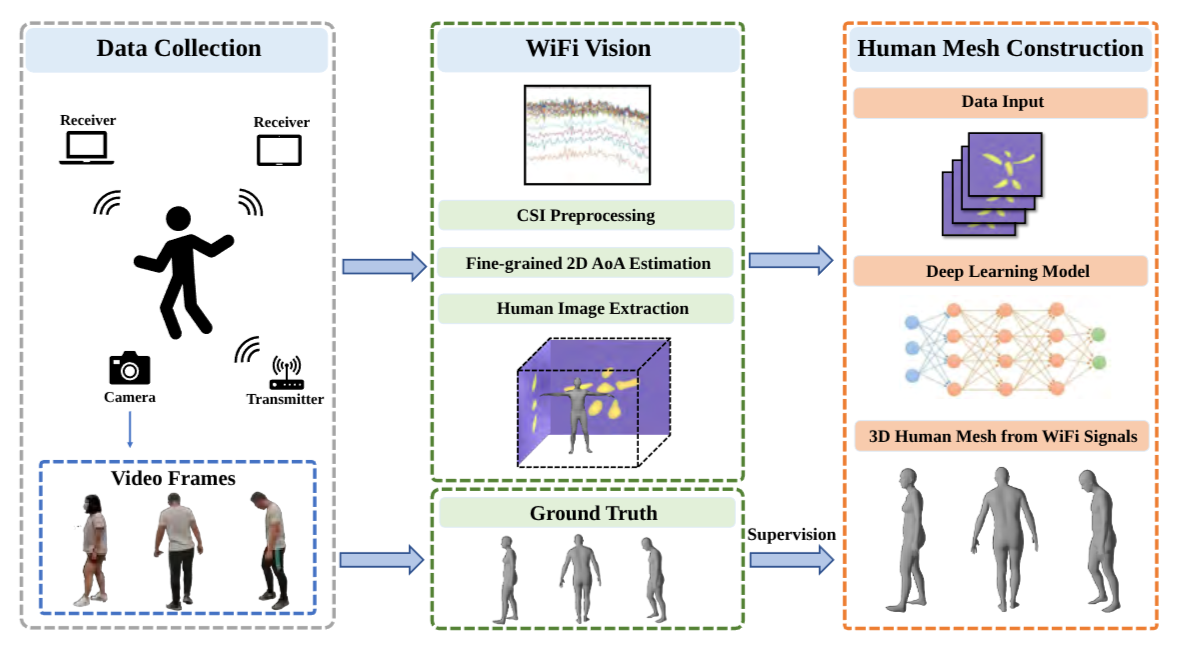 Data Collection
Receiver
Receiver
Camera
Transmitter
Video Frames
WiFi Vision
CSI Preprocessing
Fine-grained 2D AoA Estimation
Human Image Extraction
Ground Truth
Supervision
Human Mesh Construction
Data Input
Deep Learning Model
3D Human Mesh from WiFi Signals